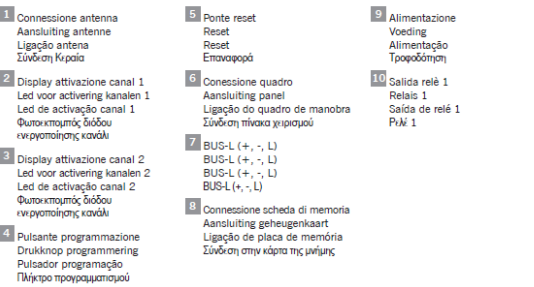 1 Connessione antenna
Aansluiting antenne
Ligação antena
Σύνδεση Κεραία
2 Display attivazione canal 1
Led voor activering kanalen 1
Led de activação canal 1
Φωτοεκπομπός διόδου
ενεργοποίησης κανάλι
3 Display attivazione canal 2
Led voor activering kanalen 2
Led de activação canal 2
Φωτοεκπομπός διόδου
ενεργοποίησης κανάλι
4 Pulsante programmazione
Drukknop programmering
Pulsador programação
Πλήκτρο προγραμματισμού
5 Ponte reset
Reset
Reset
Επαναφορά
6 Conessione quadro
Aansluiting panel
Ligação do quadro de manobra
Σύνδεση πίνακα χειρισμού
7 BUS-L (+, -, L)
BUS-L (+, -, L)
BUS-L (+, -, L)
BUS-L (+, -, L)
8 Connessione scheda di memoria
Aansluiting geheugenkaart
Ligação de placa de memória
Σύνδεση στην κάρτα της μνήμης
9 Alimentazione
Voeding
Alimentação
Τροφοδότηση
10 Salida relè 1
Relais 1
Saída de relé 1
Ρελέ 1